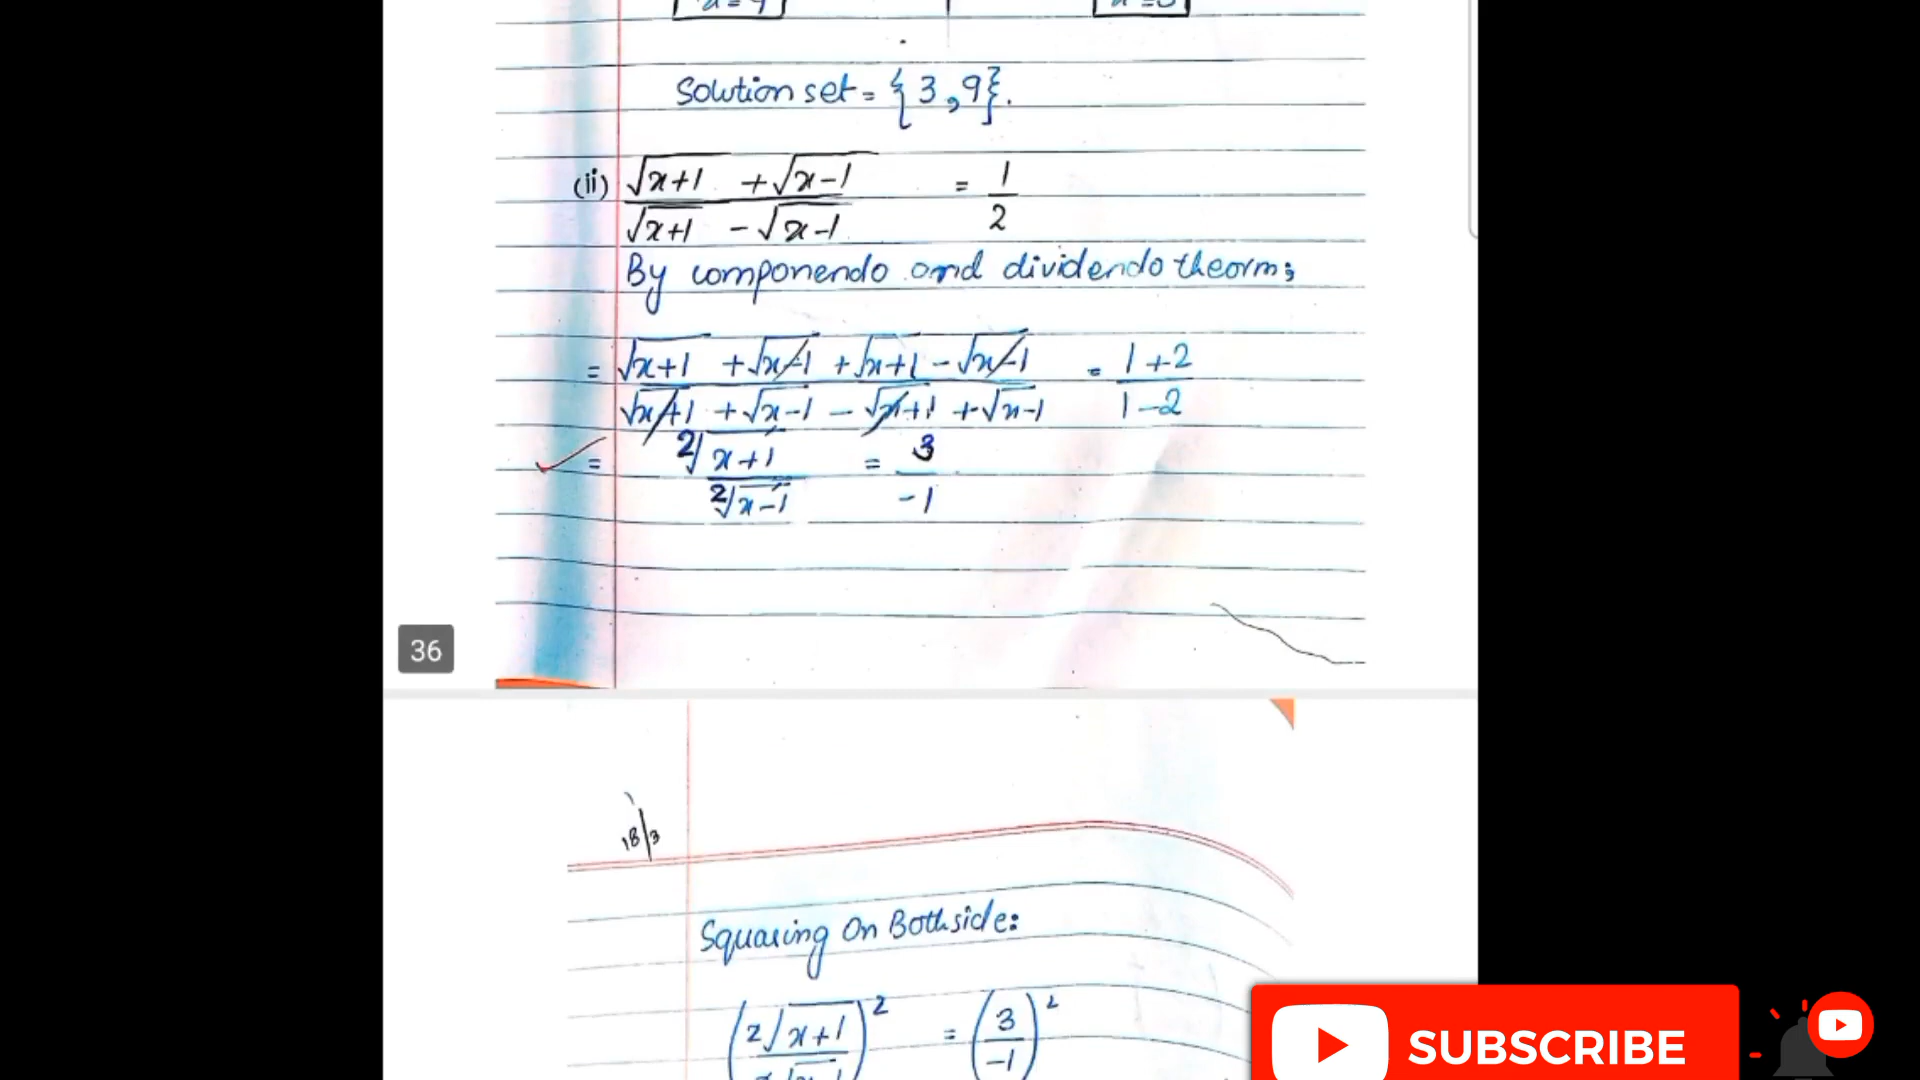 Solution set = {3,9}.
(ii) √x+1 + √x-1 = 1
√x+1 - √x-1 2
By componendo and dividendo theorm;
= √x+1 + √x-1 + √x+1 - √x-1 = 1+2
√x+1 + √x-1 - √x+1 + √x-1 1-2
= 2√x+1 = 3
2√x-1 -1
36
18/3
Squaring On Bothside:
(2√x+1)² = (3)²
-1
SUBSCRIBE